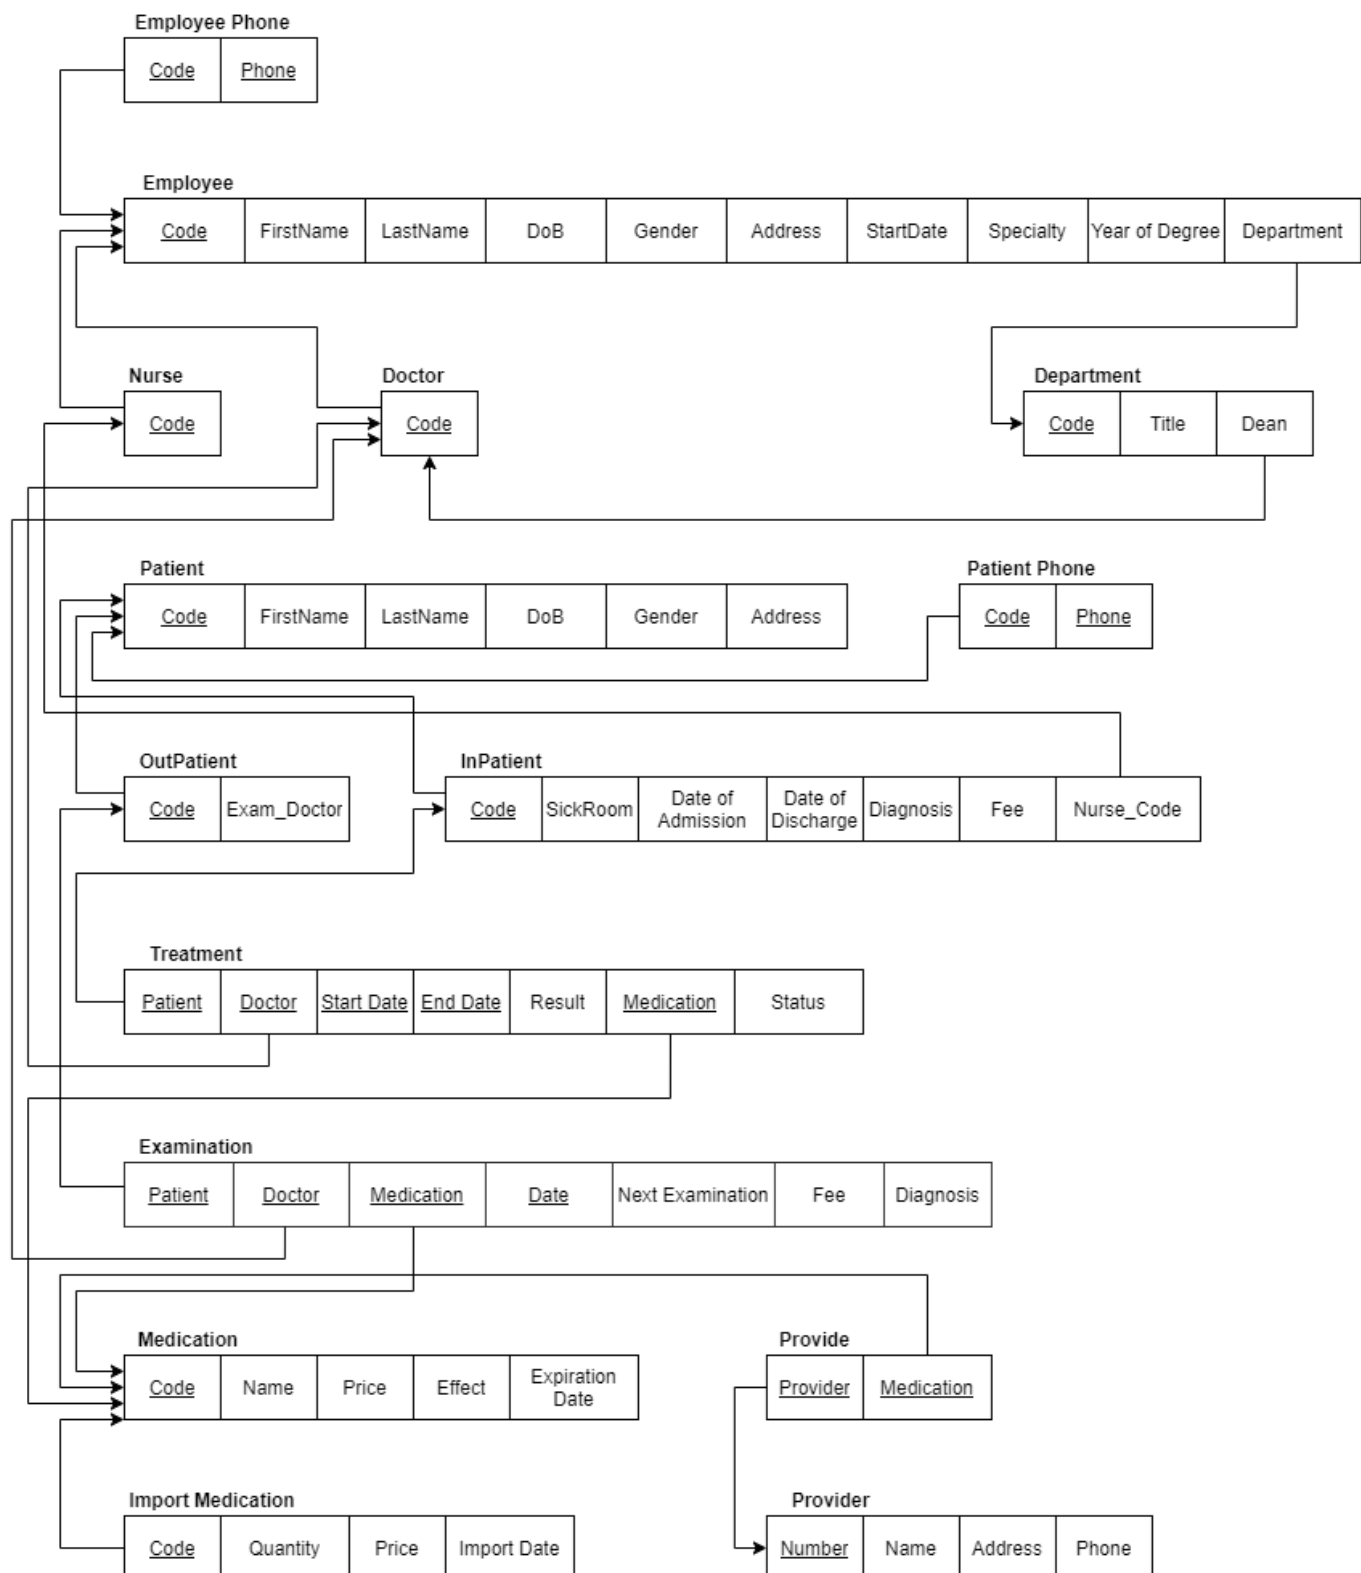 Employee Phone
Code Phone
Employee
Code FirstName LastName DoB Gender Address StartDate Specialty Year of Degree Department
Nurse Doctor Department
Code Code Code Title Dean
Patient Patient Phone
Code FirstName LastName DoB Gender Address Code Phone
OutPatient InPatient
Code Exam_Doctor Code SickRoom Date of Admission Date of Discharge Diagnosis Fee Nurse_Code
Treatment
Patient Doctor Start Date End Date Result Medication Status
Examination
Patient Doctor Medication Date Next Examination Fee Diagnosis
Medication Provide
Code Name Price Effect Expiration Date Provider Medication
Import Medication Provider
Code Quantity Price Import Date Number Name Address Phone